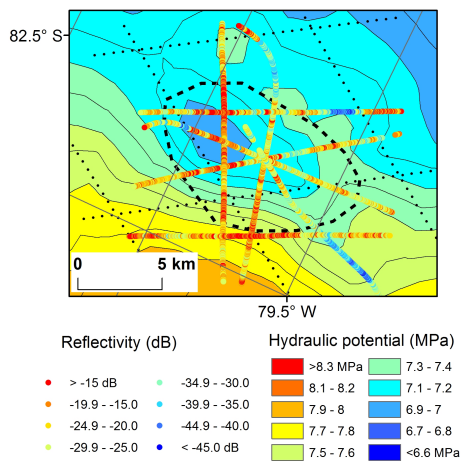 82.5° S
0 5 km
79.5° W
Reflectivity (dB) Hydraulic potential (MPa)
> -15 dB -34.9 - -30.0 >8.3 MPa 7.3 - 7.4
-19.9 - -15.0 -39.9 - -35.0 8.1 - 8.2 7.1 - 7.2
-24.9 - -20.0 -44.9 - -40.0 7.9 - 8 6.9 - 7
-29.9 - -25.0 < -45.0 dB 7.7 - 7.8 6.7 - 6.8
7.5 - 7.6 <6.6 MPa